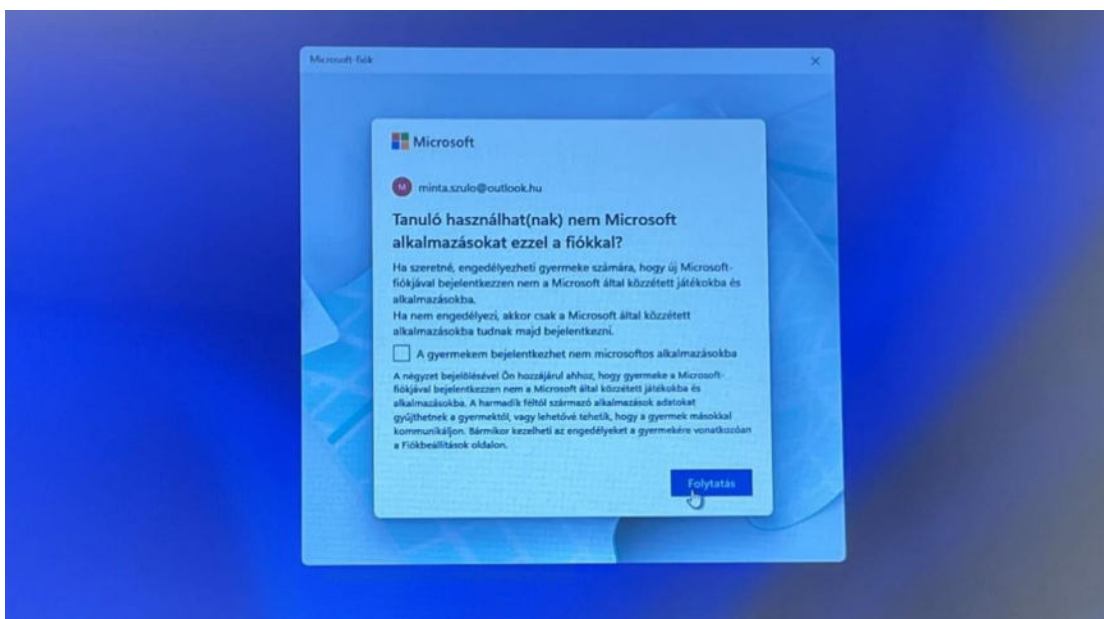 Microsoft-fiók
Microsoft
M minta.szulo@outlook.hu
Tanuló használhat(nak) nem Microsoft
alkalmazásokat ezzel a fiókkal?
Ha szeretné, engedélyezheti gyermeke számára, hogy új Microsoft-
fiókjával bejelentkezzen nem a Microsoft által közzétett játékokba és
alkalmazásokba.
Ha nem engedélyezi, akkor csak a Microsoft által közzétett
alkalmazásokba tudnak majd bejelentkezni.
A gyermekem bejelentkezhet nem microsoftos alkalmazásokba
A négyzet bejelölésével Ön hozzájárul ahhoz, hogy gyermeke a Microsoft-
fiókjával bejelentkezzen nem a Microsoft által közzétett játékokba és
alkalmazásokba. A harmadik féltől származó alkalmazások adatokat
gyűjthetnek a gyermektől, vagy lehetővé tehetik, hogy a gyermek másokkal
kommunikáljon. Bármikor kezelheti az engedélyeket a gyermekére vonatkozóan
a Fiókbeállítások oldalon.
Folytatás